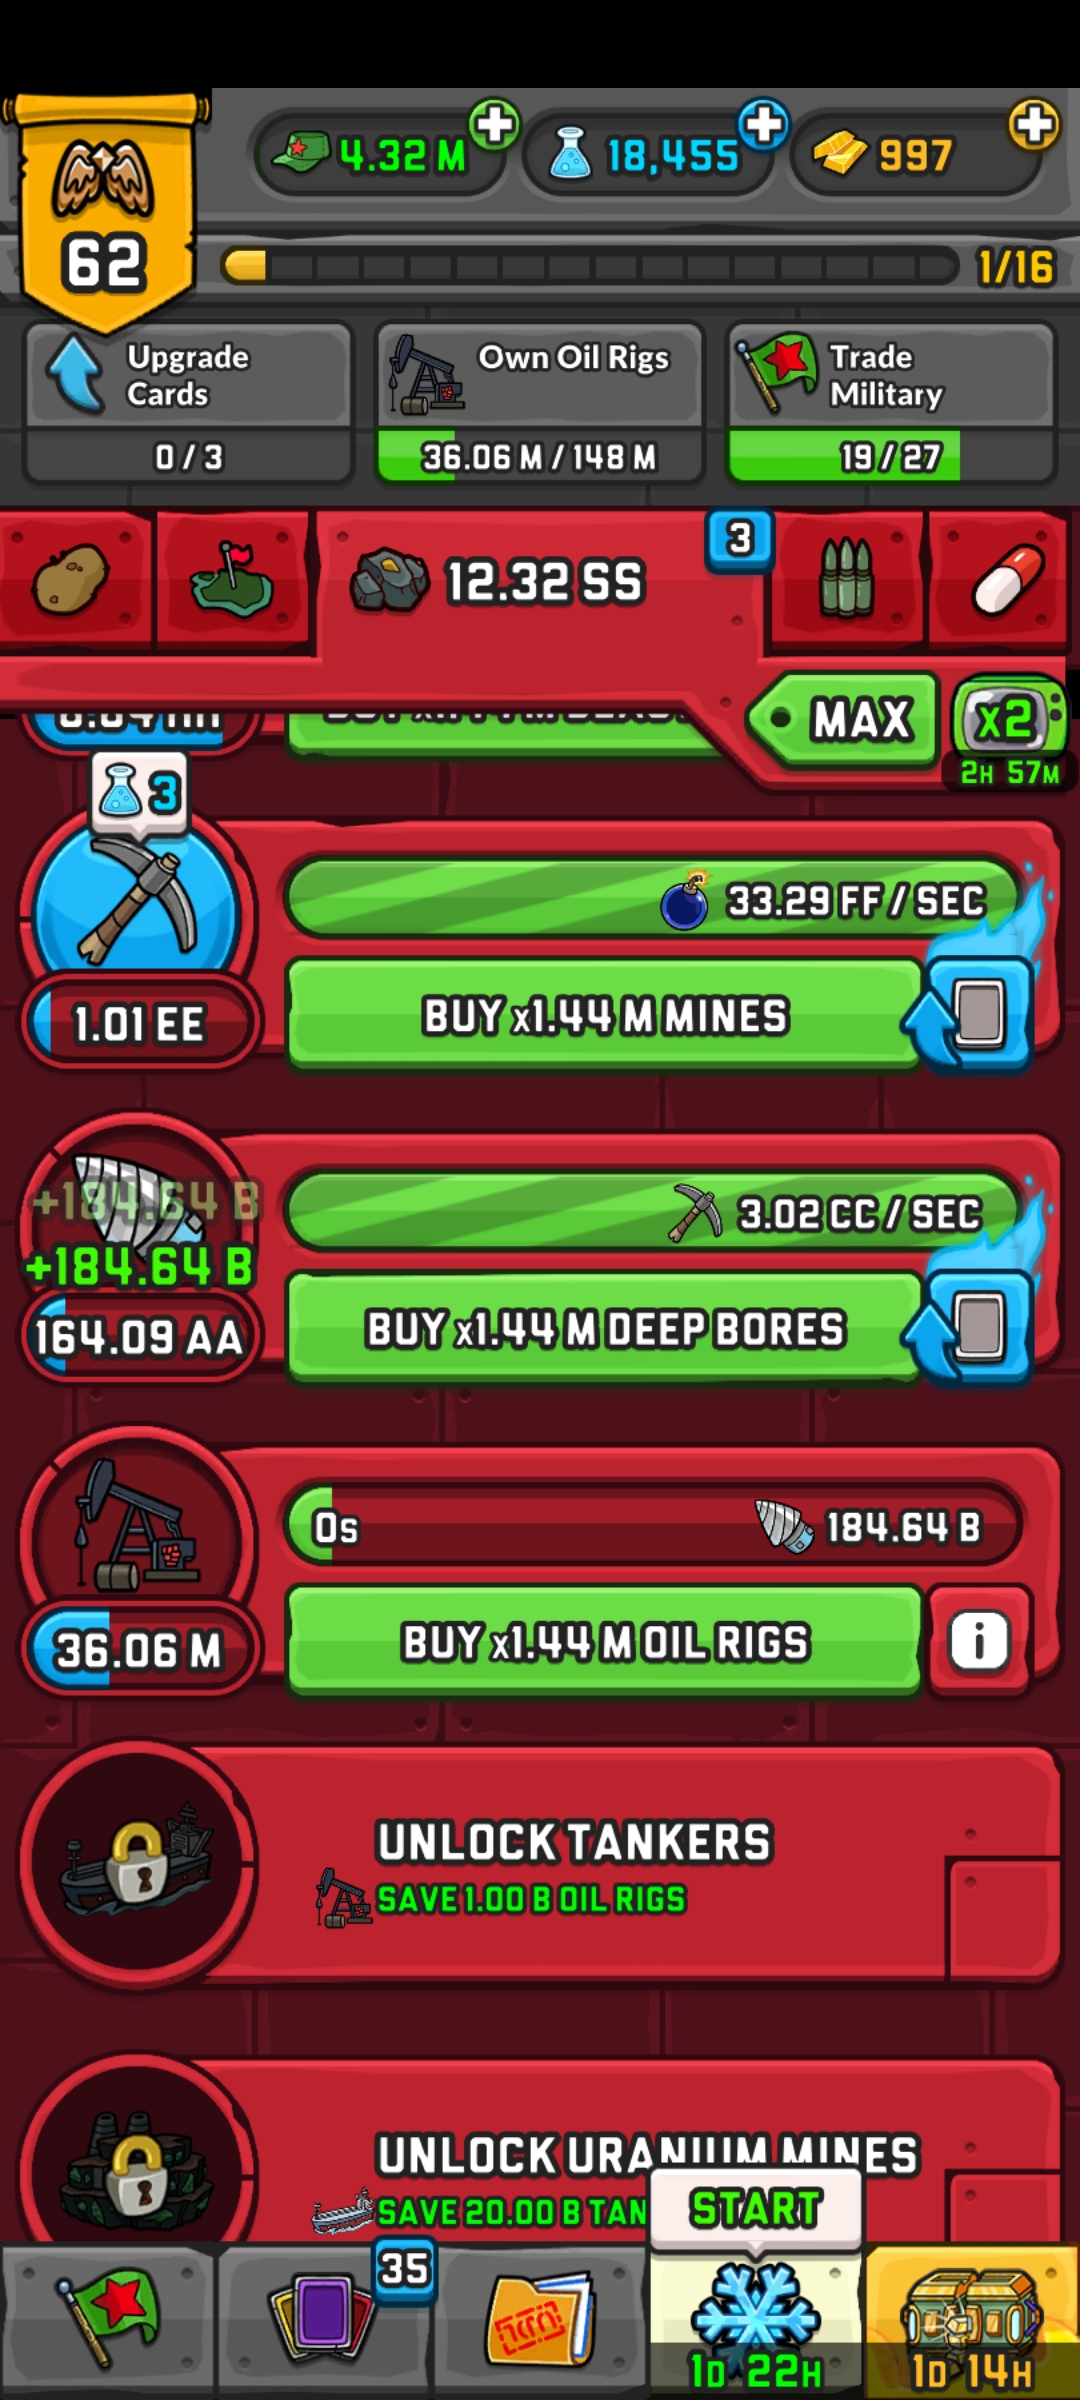 4.32 M
18,455
997
62
1/16
Upgrade
Cards
0 / 3
Own Oil Rigs
36.06 M / 148 M
Trade
Military
19 / 27
12.32 SS
3
MAX
x2
2H 57M
3
33.29 FF / SEC
1.01 EE
BUY x1.44 M MINES
+184.64 B
+184.64 B
3.02 CC / SEC
164.09 AA
BUY x1.44 M DEEP BORES
0s
184.64 B
36.06 M
BUY x1.44 M OIL RIGS
i
UNLOCK TANKERS
SAVE 1.00 B OIL RIGS
UNLOCK URANIUM MINES
SAVE 20.00 B TAN
START
35
1D 22H
1D 14H